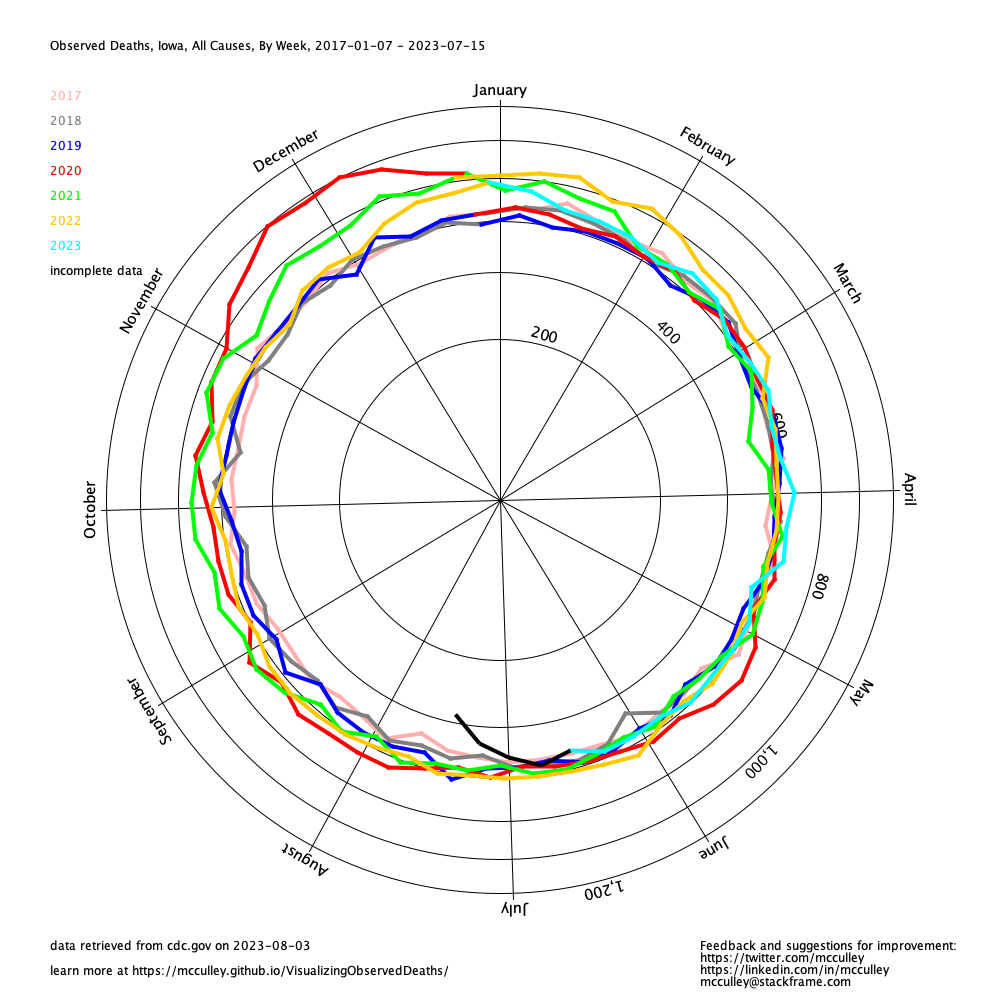 Observed Deaths, Iowa, All Causes, By Week, 2017-01-07 - 2023-07-15
January
2017
2018
2019
2020
2021
2022
2023
incomplete data
December
February
November
March
200
400
600
October
April
800
September
May
1,000
August
June
1,200
July
data retrieved from cdc.gov on 2023-08-03
learn more at https://mcculley.github.io/VisualizingObservedDeaths/
Feedback and suggestions for improvement:
https://twitter.com/mcculley
https://linkedin.com/in/mcculley
mcculley@stackframe.com